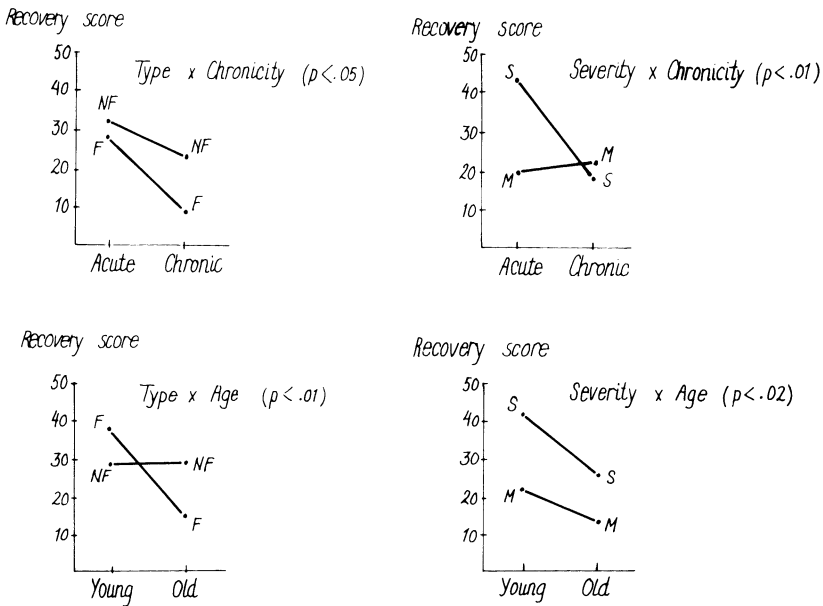 Recovery score
Type x Chronicity (p<.05)
50
40
30
20
10
NF
F
NF
F
Acute Chronic
Recovery score
Severity x Chronicity (p<.01)
50
40
30
20
10
S
M
M
S
Acute Chronic
Recovery score
Type x Age (p<.01)
50
40
30
20
10
F
NF
NF
F
Young Old
Recovery score
Severity x Age (p<.02)
50
40
30
20
10
S
M
S
M
Young Old